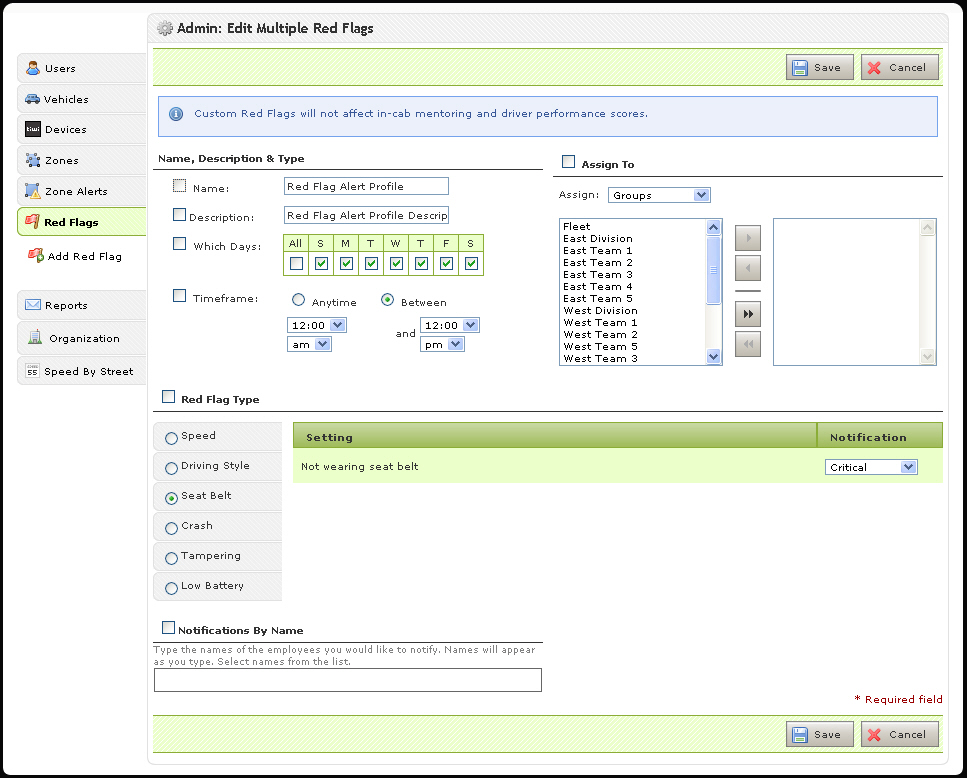 Admin: Edit Multiple Red Flags
Users
Vehicles
tiwi Devices
Zones
Zone Alerts
Red Flags
Add Red Flag
Reports
Organization
55 Speed By Street
Save Cancel
Custom Red Flags will not affect in-cab mentoring and driver performance scores.
Name, Description & Type
Name: Red Flag Alert Profile
Description: Red Flag Alert Profile Descrip
Which Days: All S M T W T F S
Timeframe: Anytime Between
12:00 and 12:00
am pm
Assign To
Assign: Groups
Fleet
East Division
East Team 1
East Team 2
East Team 3
East Team 4
East Team 5
West Division
West Team 1
West Team 2
West Team 5
West Team 3
Red Flag Type
Speed
Driving Style
Seat Belt
Crash
Tampering
Low Battery
Setting Notification
Not wearing seat belt Critical
Notifications By Name
Type the names of the employees you would like to notify. Names will appear
as you type. Select names from the list.
* Required field
Save Cancel